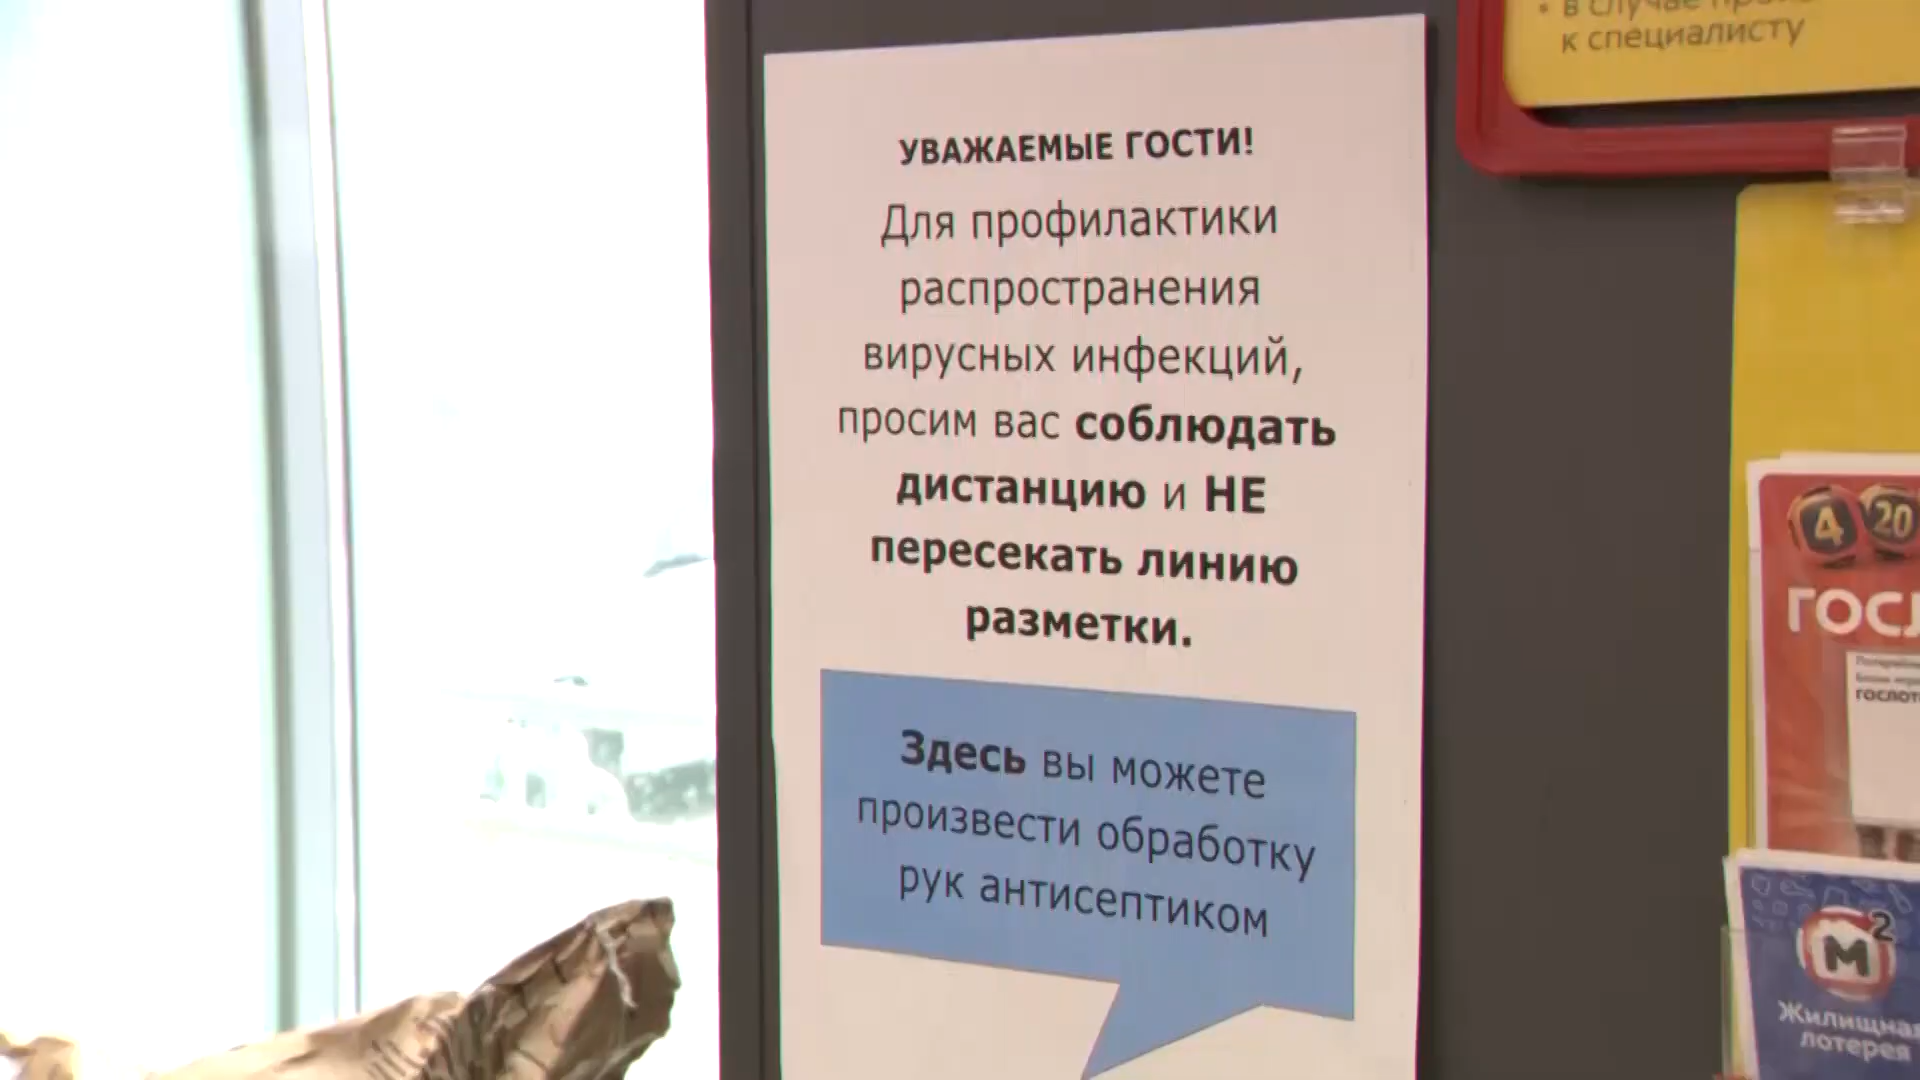 УВАЖАЕМЫЕ ГОСТИ!
Для профилактики
распространения
вирусных инфекций,
просим вас соблюдать
дистанцию и НЕ
пересекать линию
разметки.
Здесь вы можете
произвести обработку
рук антисептиком
в случае
к специалисту
4 20
ГОСЛ
М2
Жилищная
лотерея